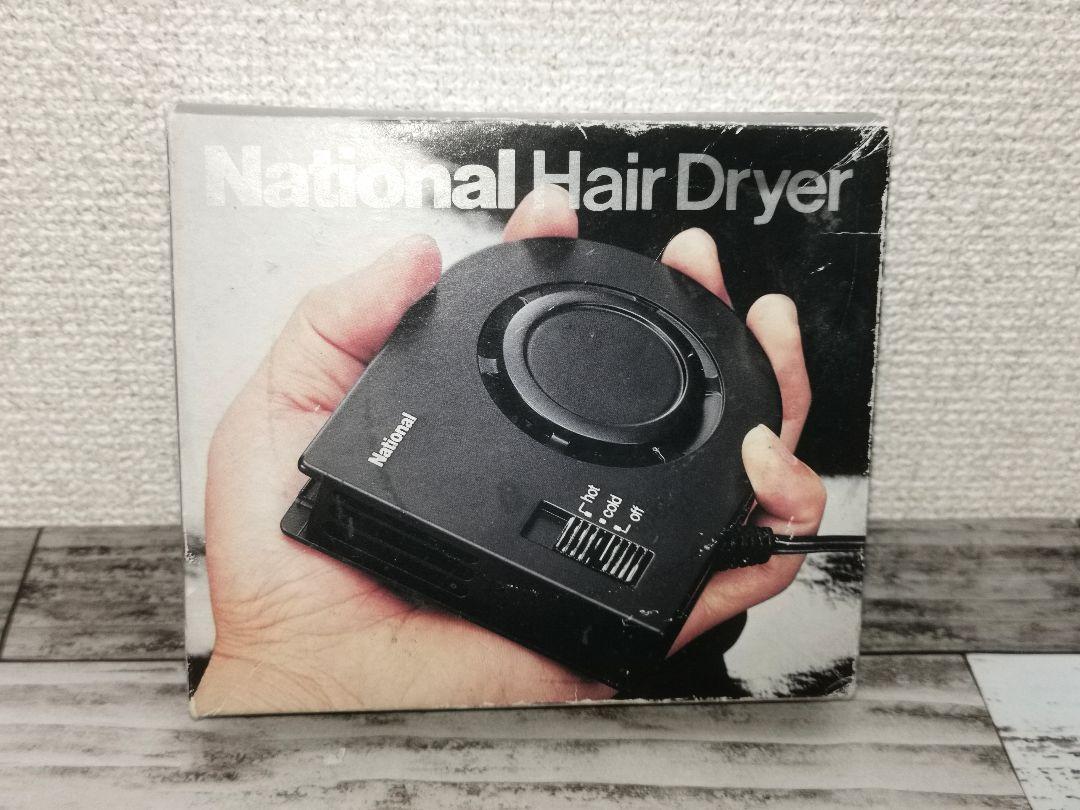 National Hair Dryer
National
hot
cold
off